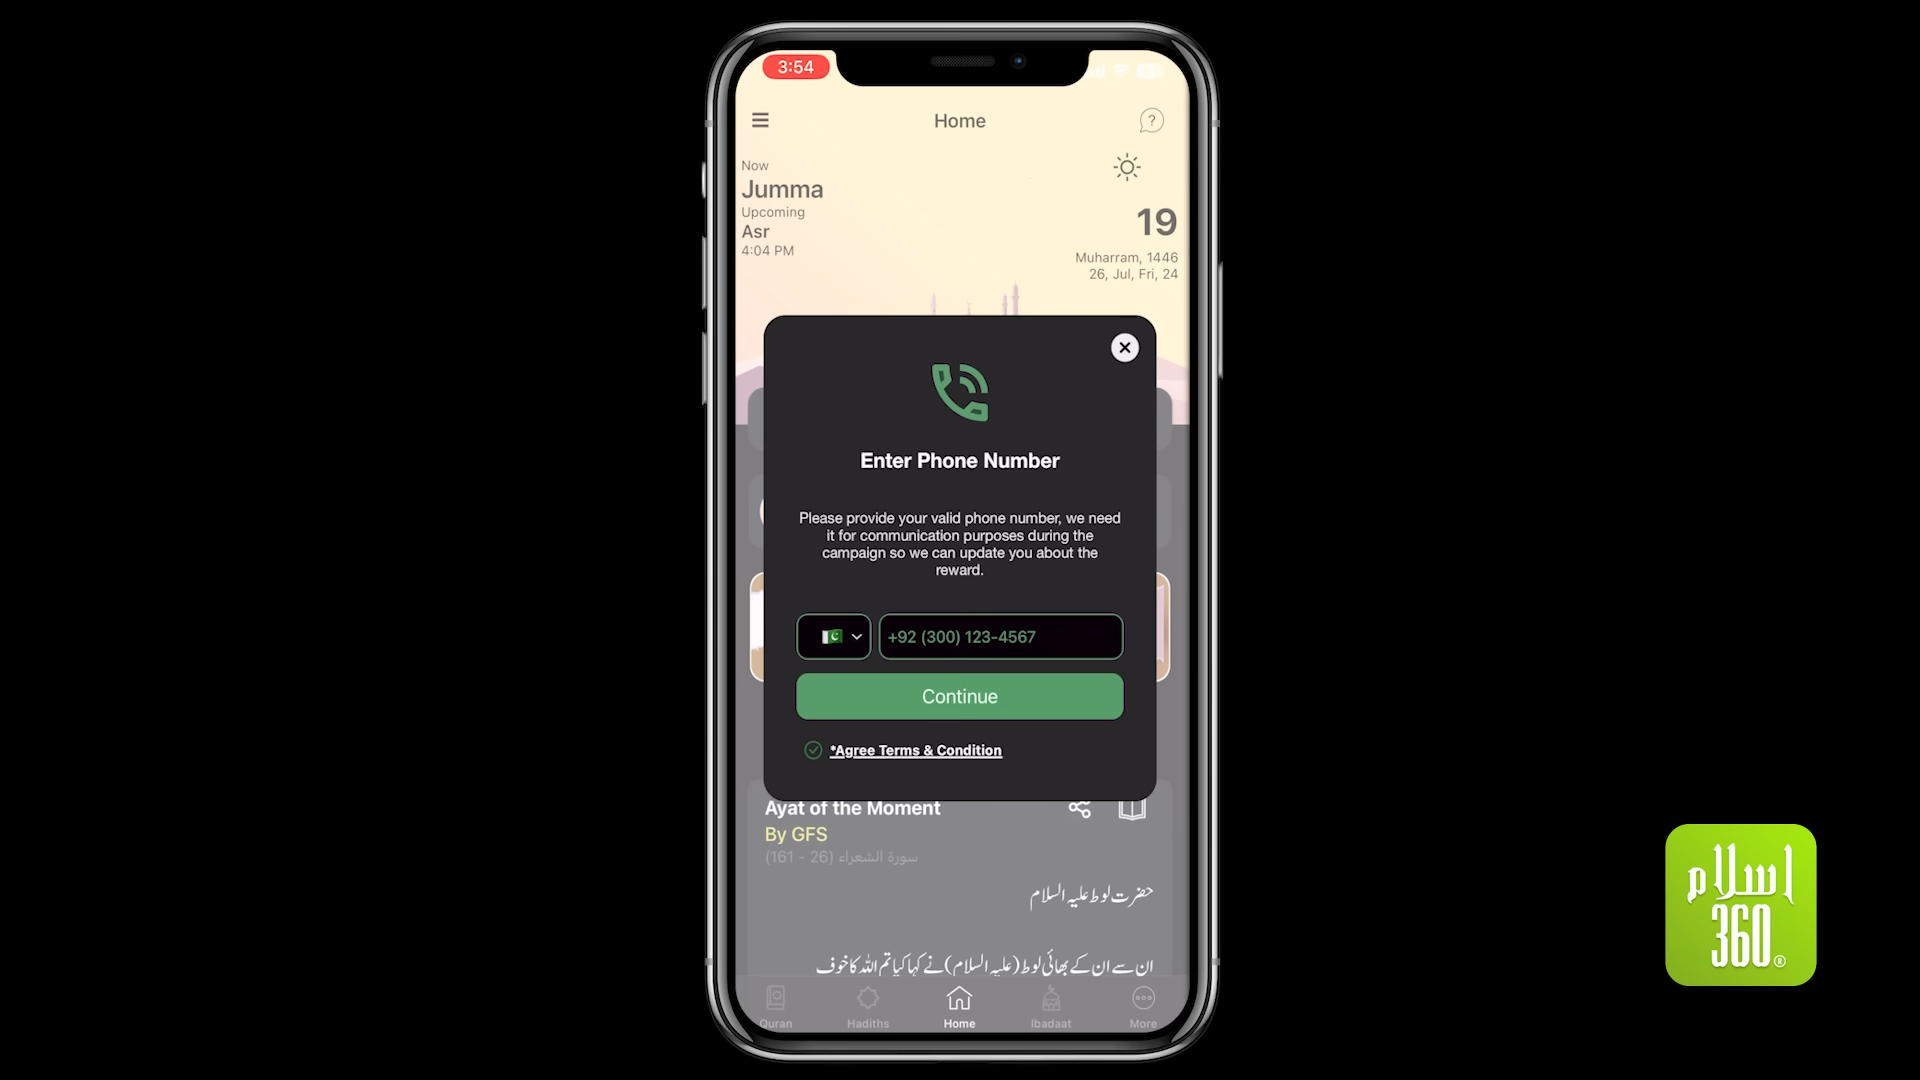 3:54
Home
?
Now
Jumma
Upcoming
Asr
4:04 PM
19
Muharram, 1446
26, Jul, Fri, 24
Enter Phone Number
Please provide your valid phone number, we need
it for communication purposes during the
campaign so we can update you about the
reward.
+92 (300) 123-4567
Continue
*Agree Terms & Condition
Ayat of the Moment
By GFS
سورة الشعراء (26 - 161)
حضرت لوط علیہ السلام
ان سے ان کے بھائی لوط (علیہ السلام) نے کہا کیا تم اللہ کا خوف
Quran
Hadiths
Home
Ibadaat
More
اسلام
360®